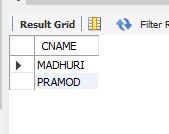 Result Grid Filter R
CNAME
MADHURI
PRAMOD